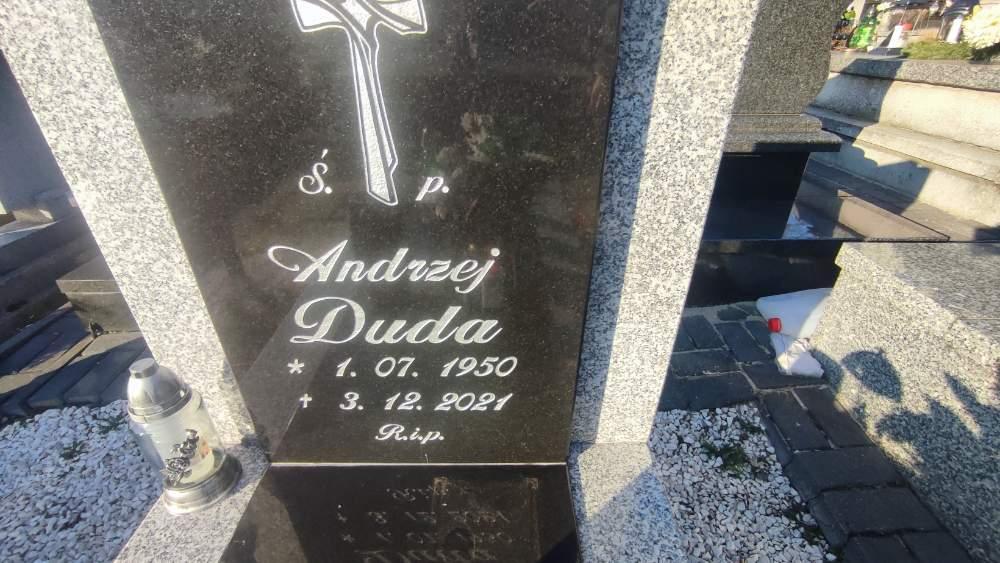 Ś. p.
Andrzej
Duda
* 1. 07. 1950
+ 3. 12. 2021
R.i.p.